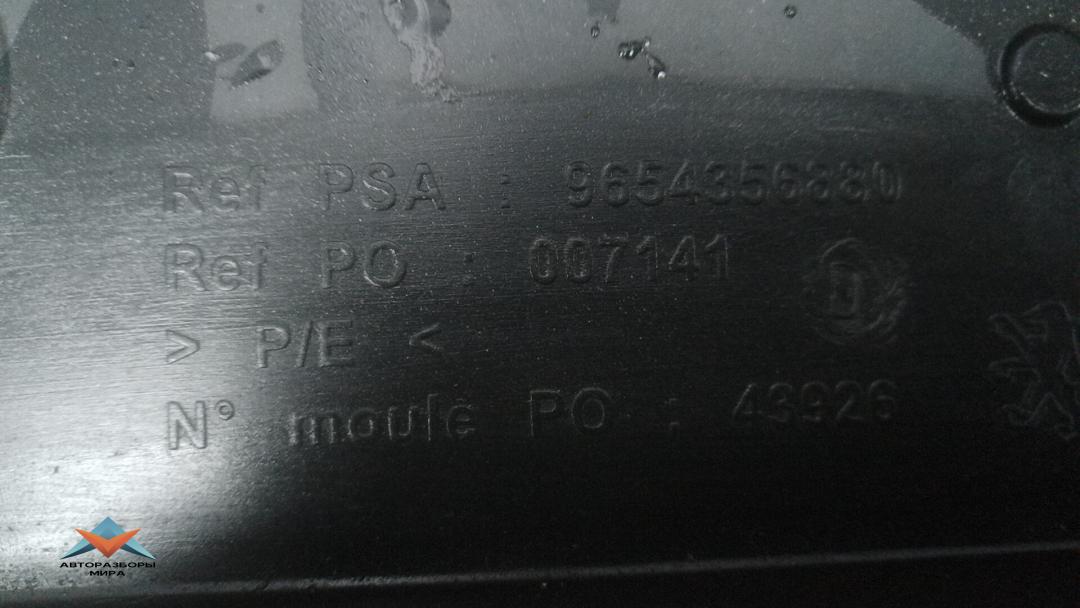 Ref PSA : 9654356880
Ref PO : 007141
> P/E <
N° moule PO : 43926
АВТОРАЗБОРЫ
МИРА